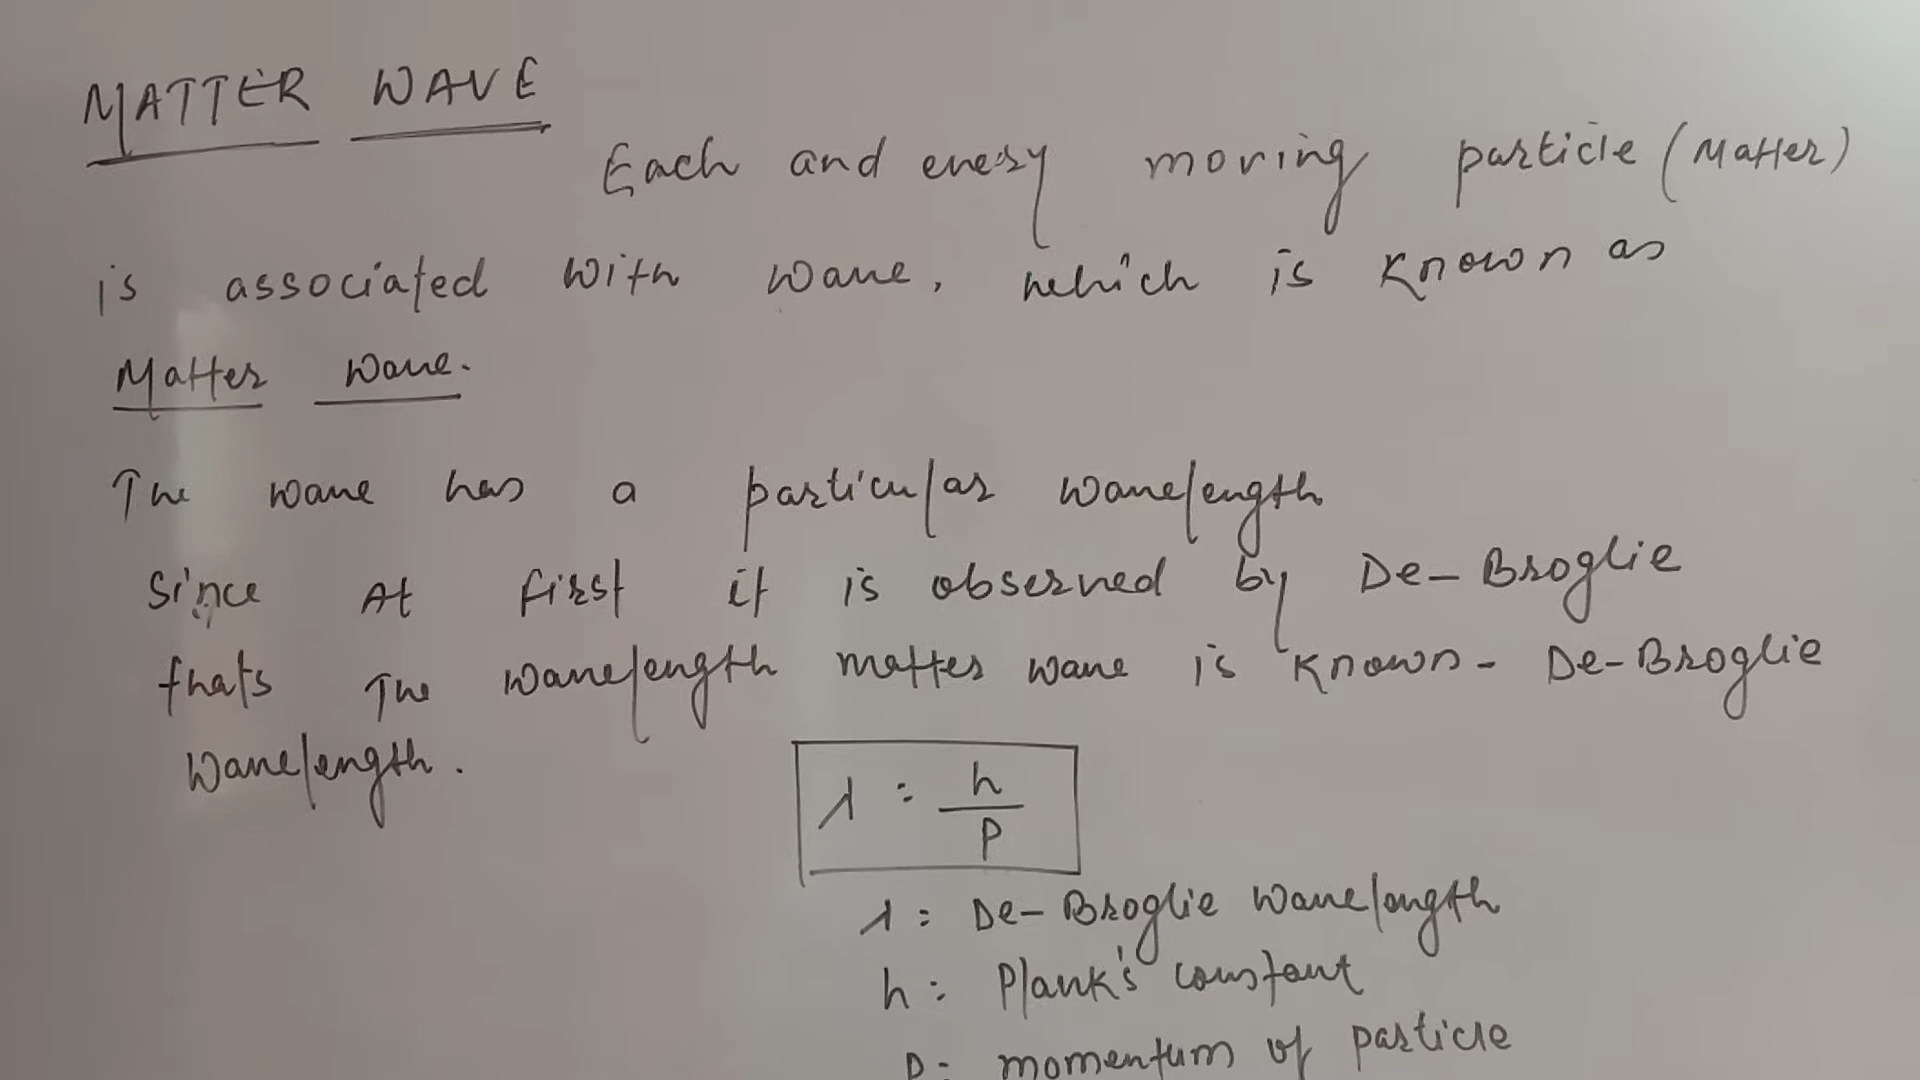 MATTER WAVE
Each and every moving particle (Matter)
is associated with wave, which is known as
Matter wave.
The wave has a particular wavelength
Since At first it is observed by De-Broglie
thats The wavelength matter wave is known - De-Broglie
wavelength.
λ = h/P
λ = De-Broglie wavelength
h = Plank's constant
P = momentum of particle